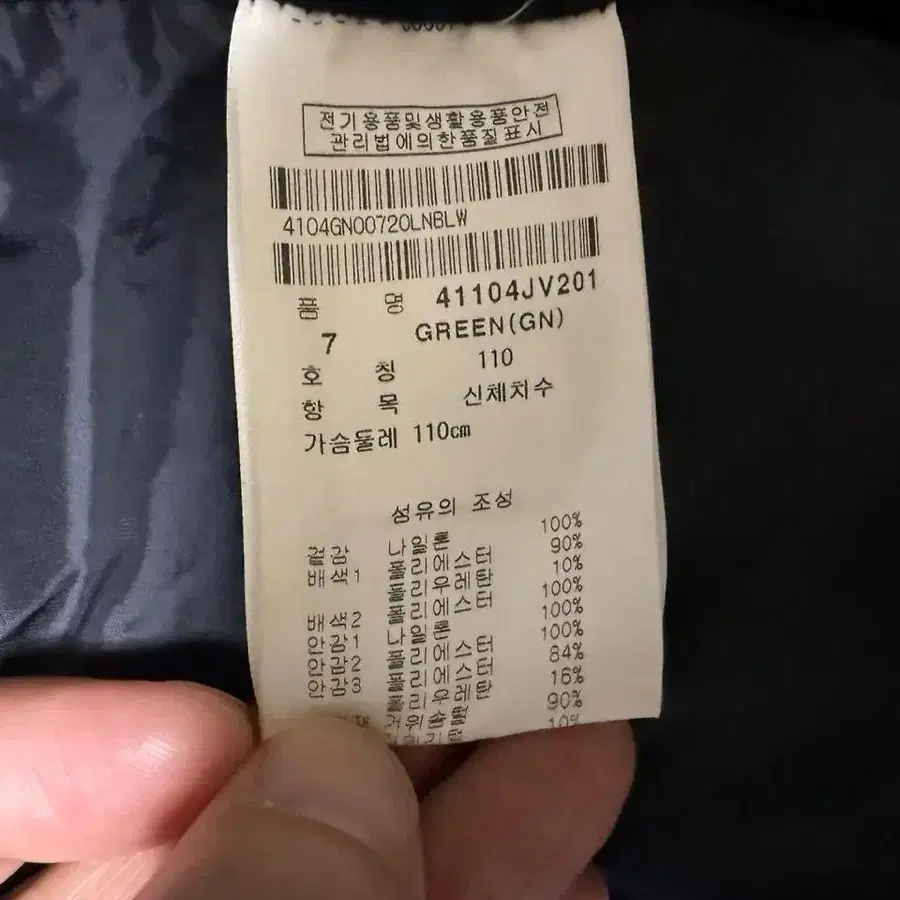 전기용품및생활용품안전
관리법에의한품질표시
4104GN00720LNBLW
품 명 41104JV201
7 GREEN(GN)
호 칭 110
항 목 신체치수
가슴둘레 110cm
섬유의 조성
겉감 나일론 100%
배색1 폴리에스터 90%
폴리우레탄 10%
배색2 폴리에스터 100%
안감1 나일론 100%
안감2 폴리에스터 100%
안감3 폴리에스터 84%
폴리우레탄 16%
거위솜털 90%
10%